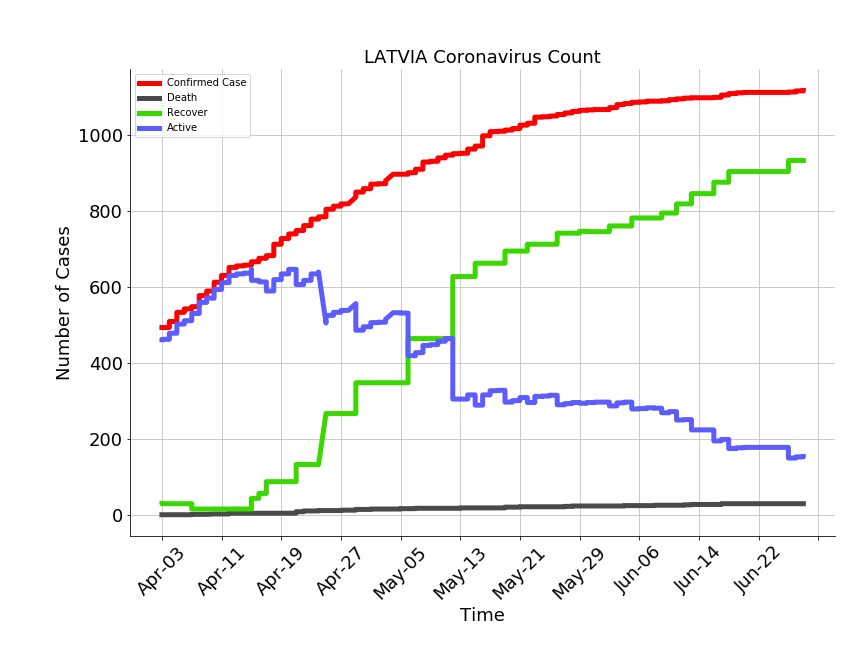 LATVIA Coronavirus Count
Confirmed Case
Death
Recover
Active
Number of Cases
1000
800
600
400
200
0
Apr-03
Apr-11
Apr-19
Apr-27
May-05
May-13
May-21
May-29
Jun-06
Jun-14
Jun-22
Time